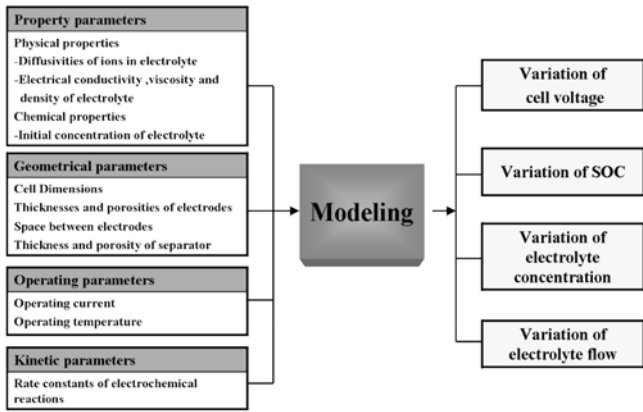 Property parameters
Physical properties
-Diffusivities of ions in electrolyte
-Electrical conductivity ,viscosity and
density of electrolyte
Chemical properties
-Initial concentration of electrolyte
Geometrical parameters
Cell Dimensions
Thicknesses and porosities of electrodes
Space between electrodes
Thickness and porosity of separator
Operating parameters
Operating current
Operating temperature
Kinetic parameters
Rate constants of electrochemical
reactions
Modeling
Variation of
cell voltage
Variation of SOC
Variation of
electrolyte
concentration
Variation of
electrolyte flow